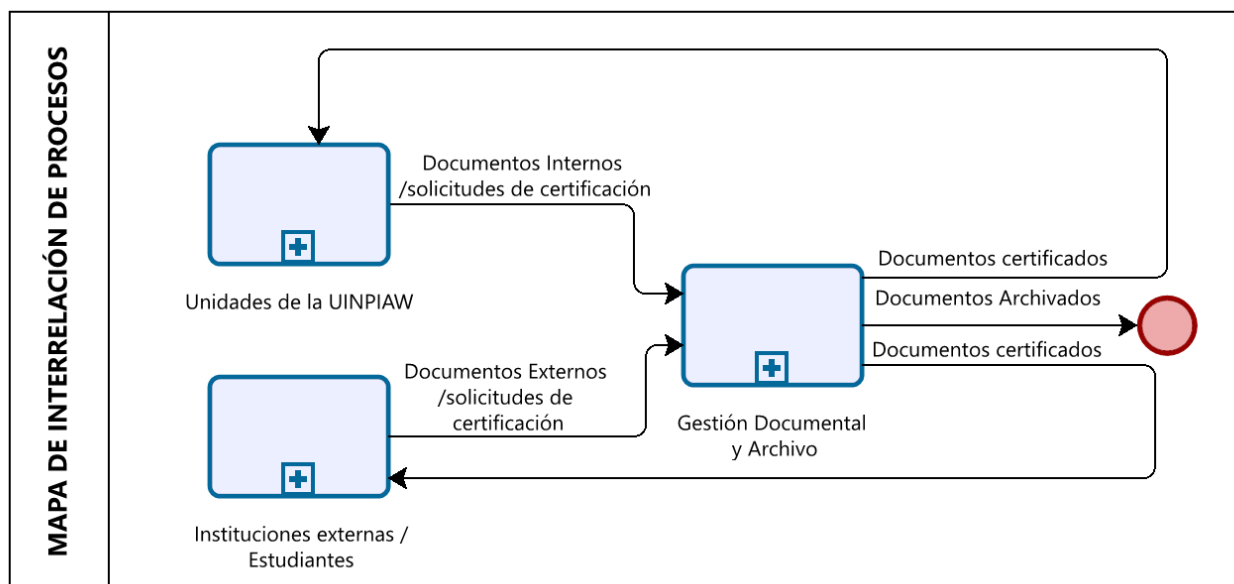 MAPA DE INTERRELACIÓN DE PROCESOS
Documentos Internos
/solicitudes de certificación
Unidades de la UINPIAW
Documentos certificados
Documentos Archivados
Documentos certificados
Documentos Externos
/solicitudes de
certificación
Gestión Documental
y Archivo
Instituciones externas /
Estudiantes